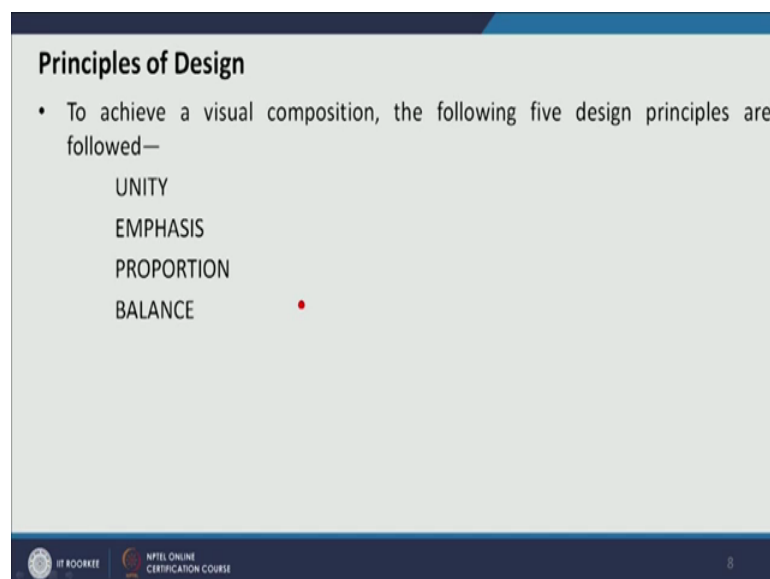 Principles of Design
• To achieve a visual composition, the following five design principles are
followed—
UNITY
EMPHASIS
PROPORTION
BALANCE
IIT ROORKEE
NPTEL ONLINE
CERTIFICATION COURSE
8